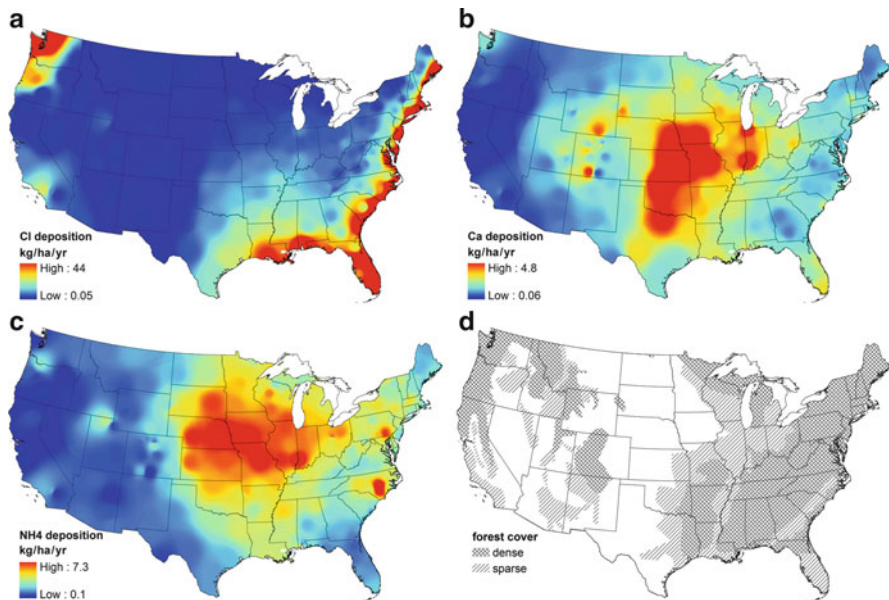 a
Cl deposition
kg/ha/yr
High : 44
Low : 0.05
b
Ca deposition
kg/ha/yr
High : 4.8
Low : 0.06
c
NH4 deposition
kg/ha/yr
High : 7.3
Low : 0.1
d
forest cover
dense
sparse